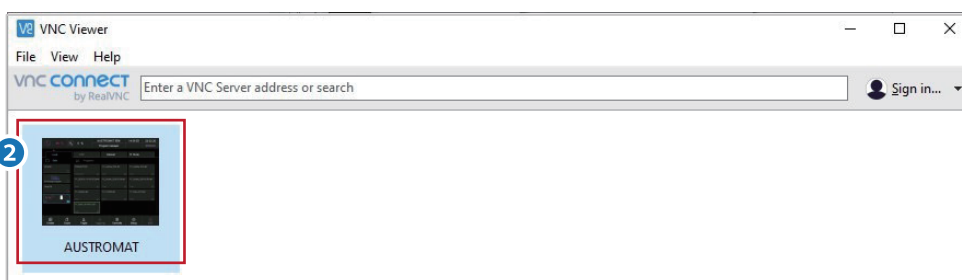 VNC Viewer
File View Help
VNC CONNECT
by RealVNC
Enter a VNC Server address or search
Sign in...
2
AUSTROMAT